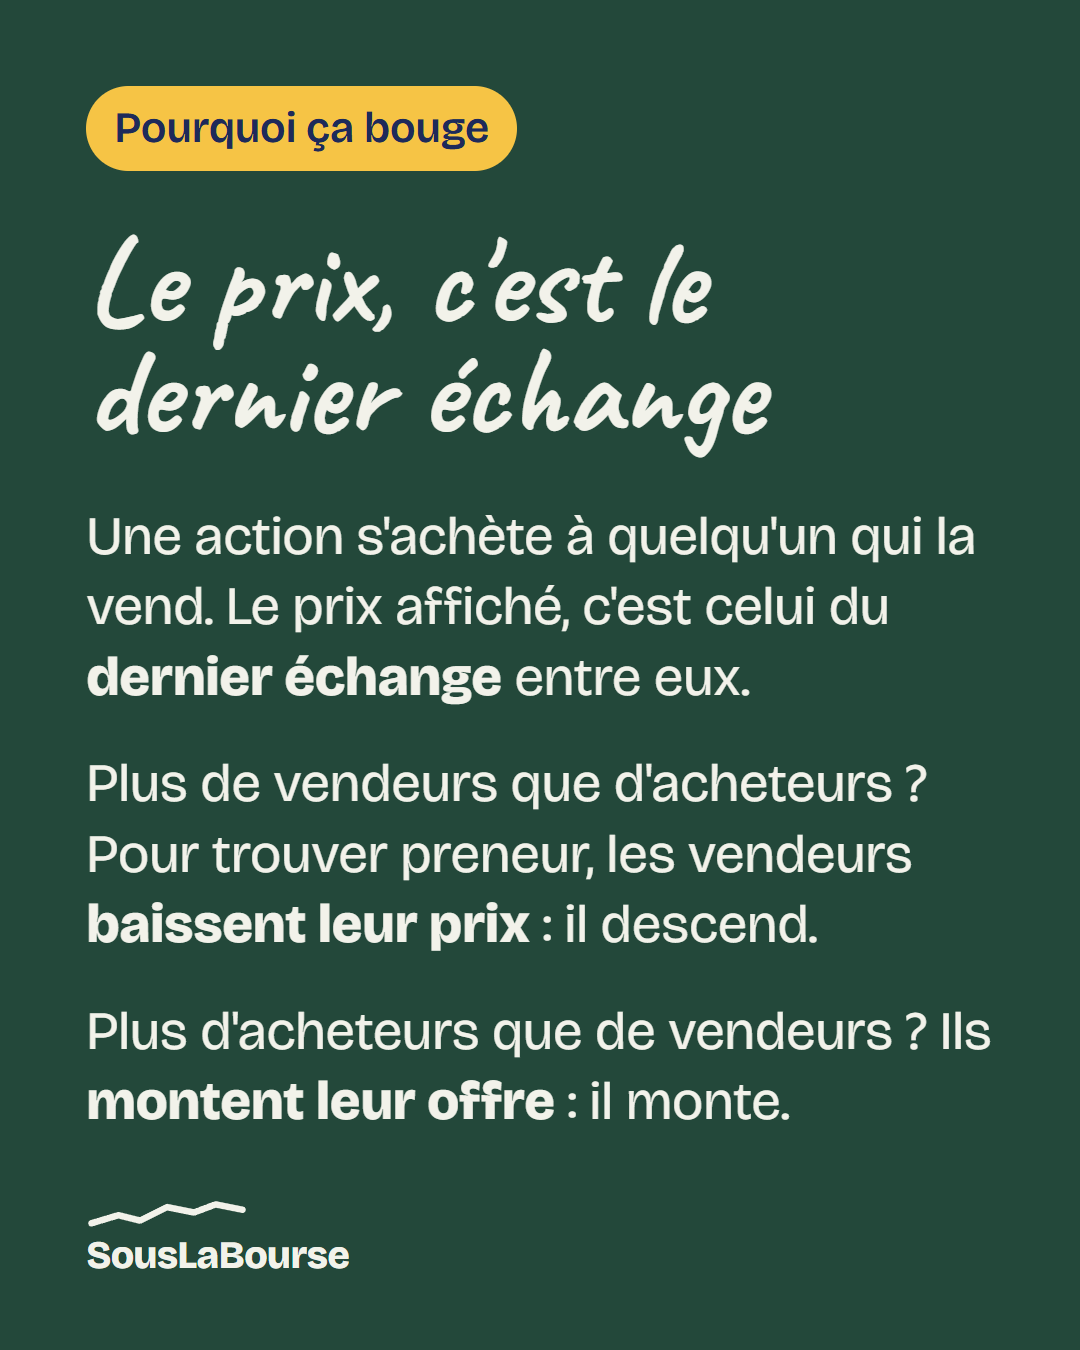 Pourquoi ça bouge
Le prix, c'est le
dernier échange
Une action s'achète à quelqu'un qui la
vend. Le prix affiché, c'est celui du
dernier échange entre eux.
Plus de vendeurs que d'acheteurs ?
Pour trouver preneur, les vendeurs
baissent leur prix : il descend.
Plus d'acheteurs que de vendeurs ? Ils
montent leur offre : il monte.
SousLaBourse